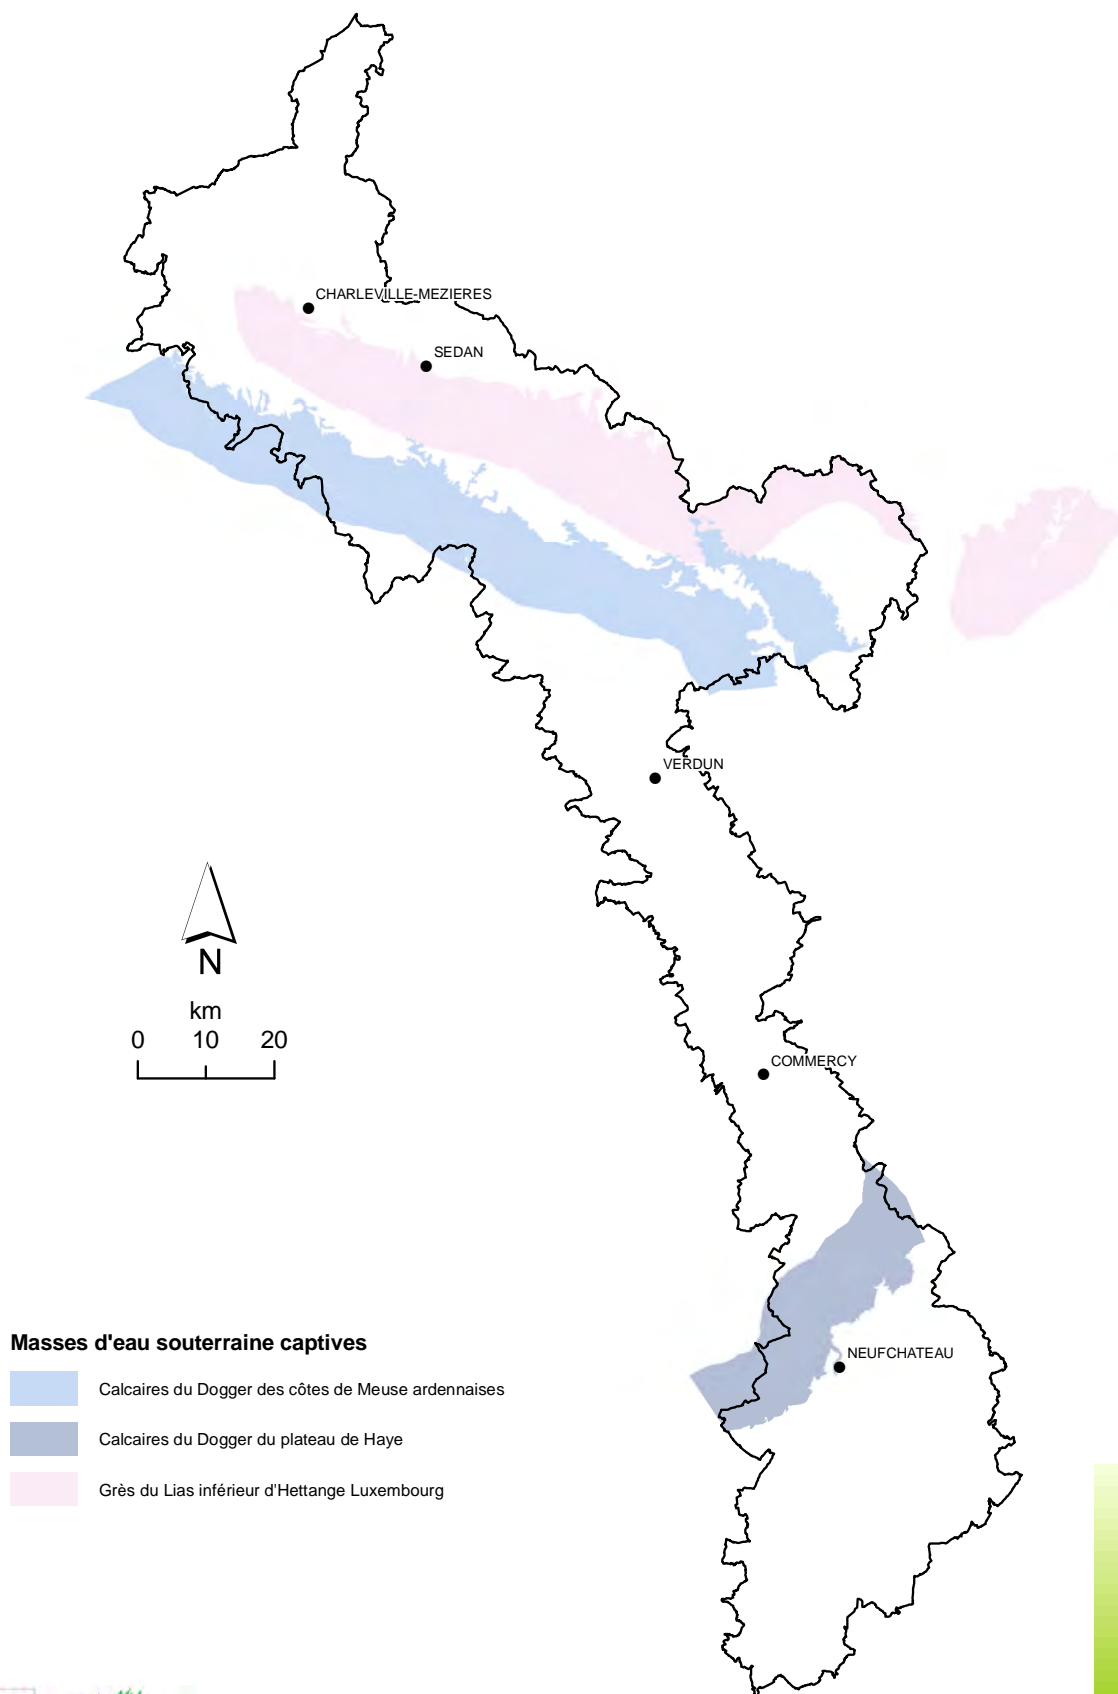 CHARLEVILLE-MEZIERES
SEDAN
VERDUN
N
km
0 10 20
COMMERCY
NEUFCHATEAU
Masses d'eau souterraine captives
Calcaires du Dogger des côtes de Meuse ardennaises
Calcaires du Dogger du plateau de Haye
Grès du Lias inférieur d'Hettange Luxembourg